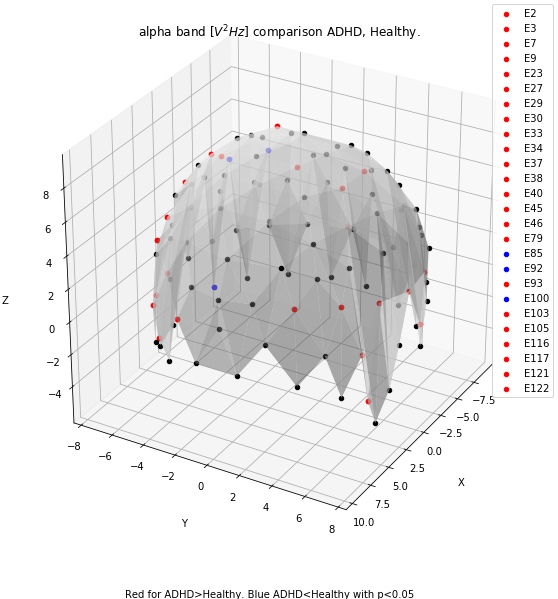 alpha band [V²Hz] comparison ADHD, Healthy.
E2
E3
E7
E9
E23
E27
E29
E30
E33
E34
E37
E38
E40
E45
E46
E79
E85
E92
E93
E100
E103
E105
E116
E117
E121
E122
8
6
4
2
0
−2
−4
Z
−8
−6
−4
−2
0
2
4
6
8
Y
−7.5
−5.0
−2.5
0.0
2.5
5.0
7.5
10.0
X
Red for ADHD>Healthy. Blue ADHD<Healthy with p<0.05